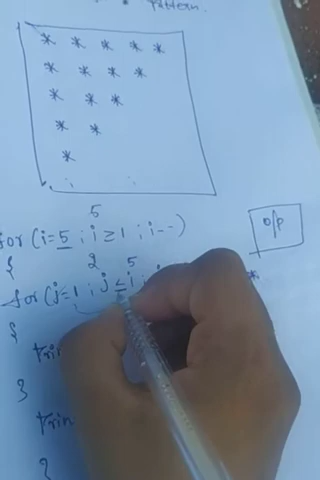 pattern.
* * * * *
* * * *
* * *
* *
*
5
for (i=5 ; i ≥ 1 ; i--)
o/p
{
2 5
for (j=1 ; j ≤ i ;
*
{
}
}